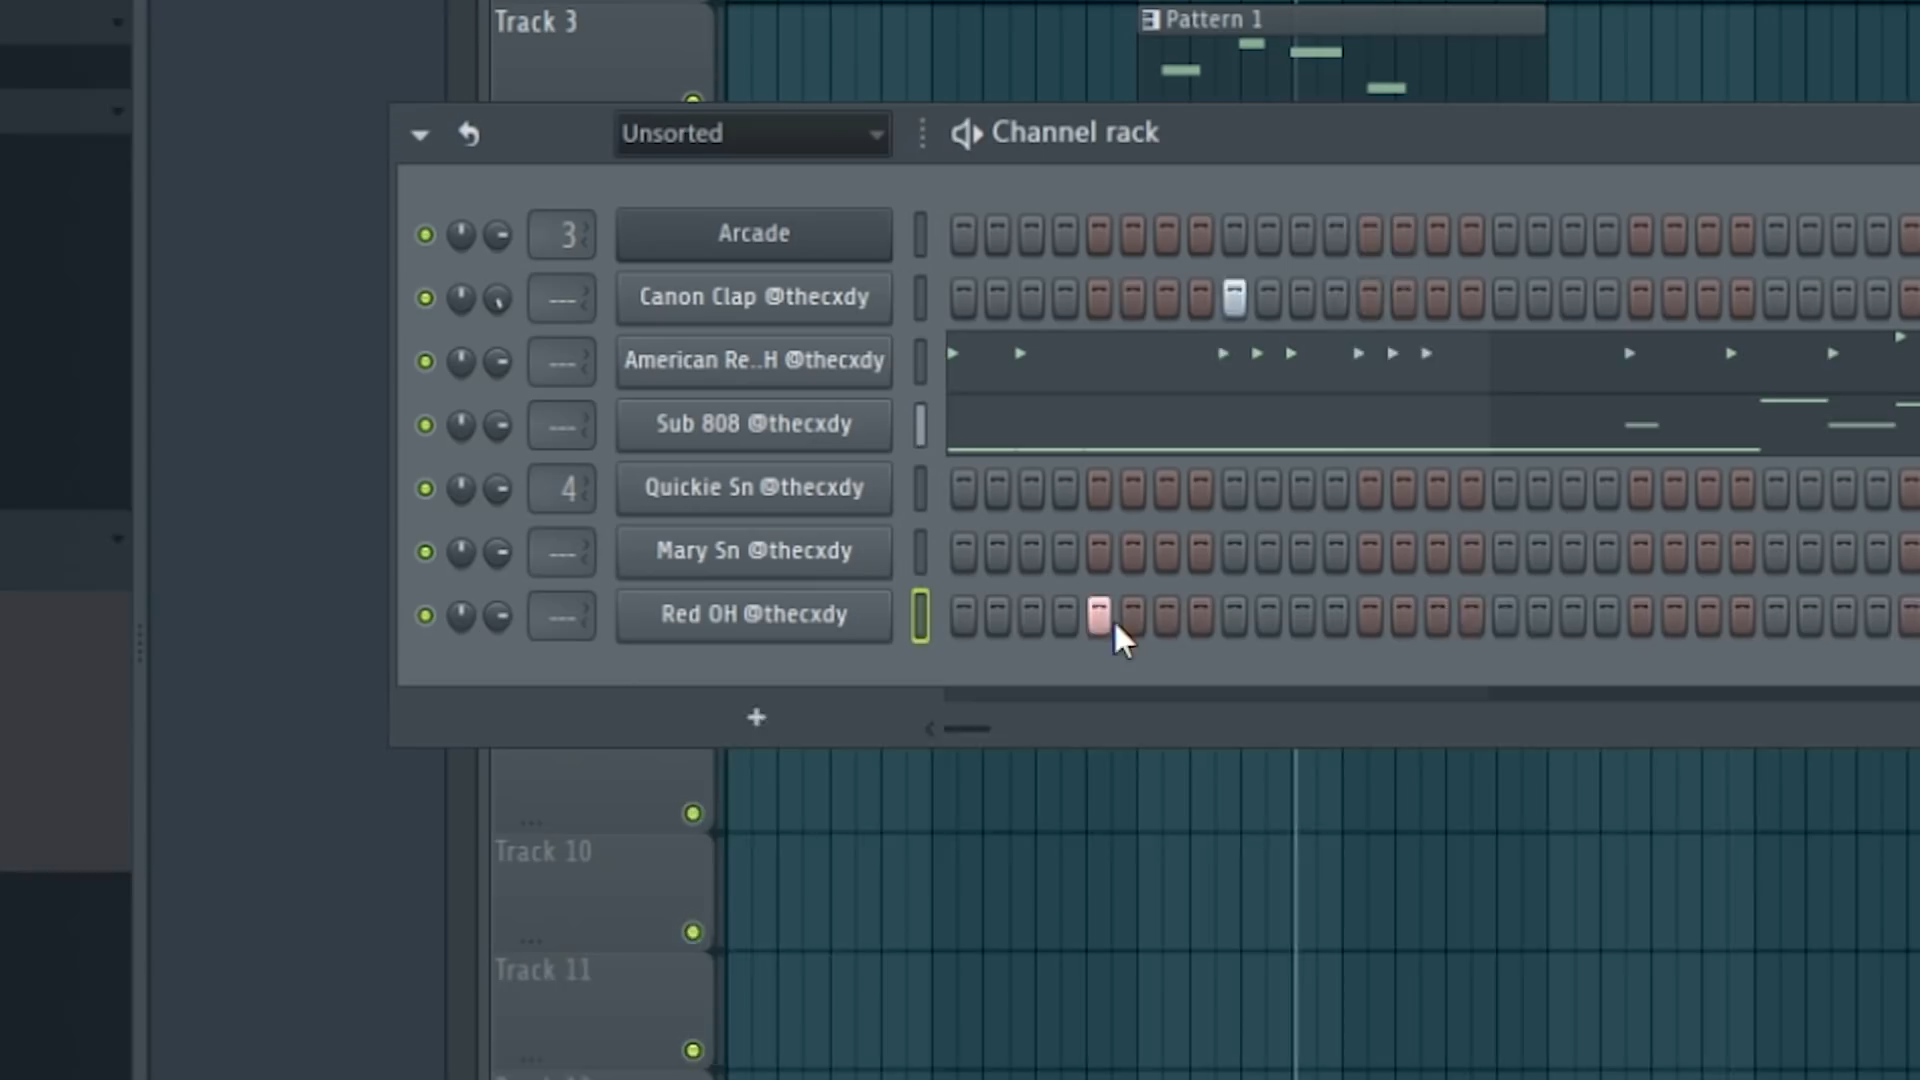 Track 3
Pattern 1
Unsorted
Channel rack
3
Arcade
---
Canon Clap @thecxdy
---
American Re..H @thecxdy
---
Sub 808 @thecxdy
4
Quickie Sn @thecxdy
---
Mary Sn @thecxdy
---
Red OH @thecxdy
+
...
Track 10
...
Track 11
...